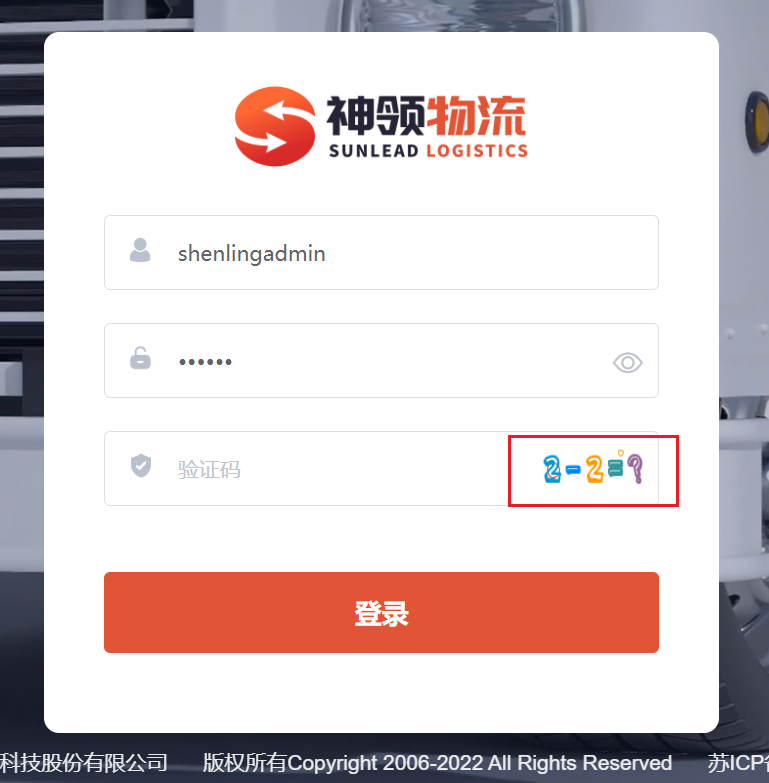 神领物流
SUNLEAD LOGISTICS
shenlingadmin
••••••
验证码
2-2=?
登录
科技股份有限公司 版权所有Copyright 2006-2022 All Rights Reserved 苏ICP备